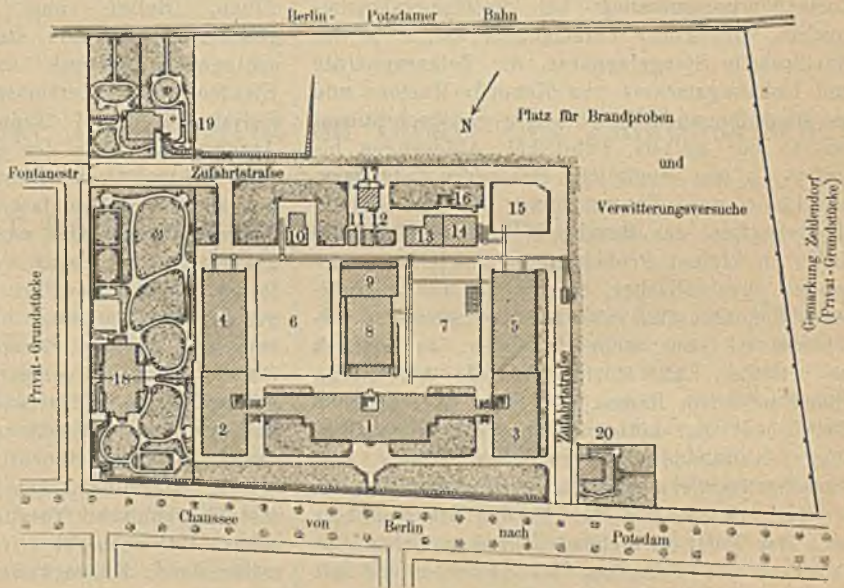 Berlin - Potsdamer Bahn
N
Platz für Brandproben
und
Verwitterungsversuche
19
Fontanestr.
Zufahrtstrasse
17
16
15
11 12
10
13 14
9
4
6
8
7
5
18
2
1
3
20
Privat - Grundstücke
Zufahrtstrasse
Gemarkung Zehlendorf
(Privat - Grundstücke)
Chaussee von Berlin nach Potsdam